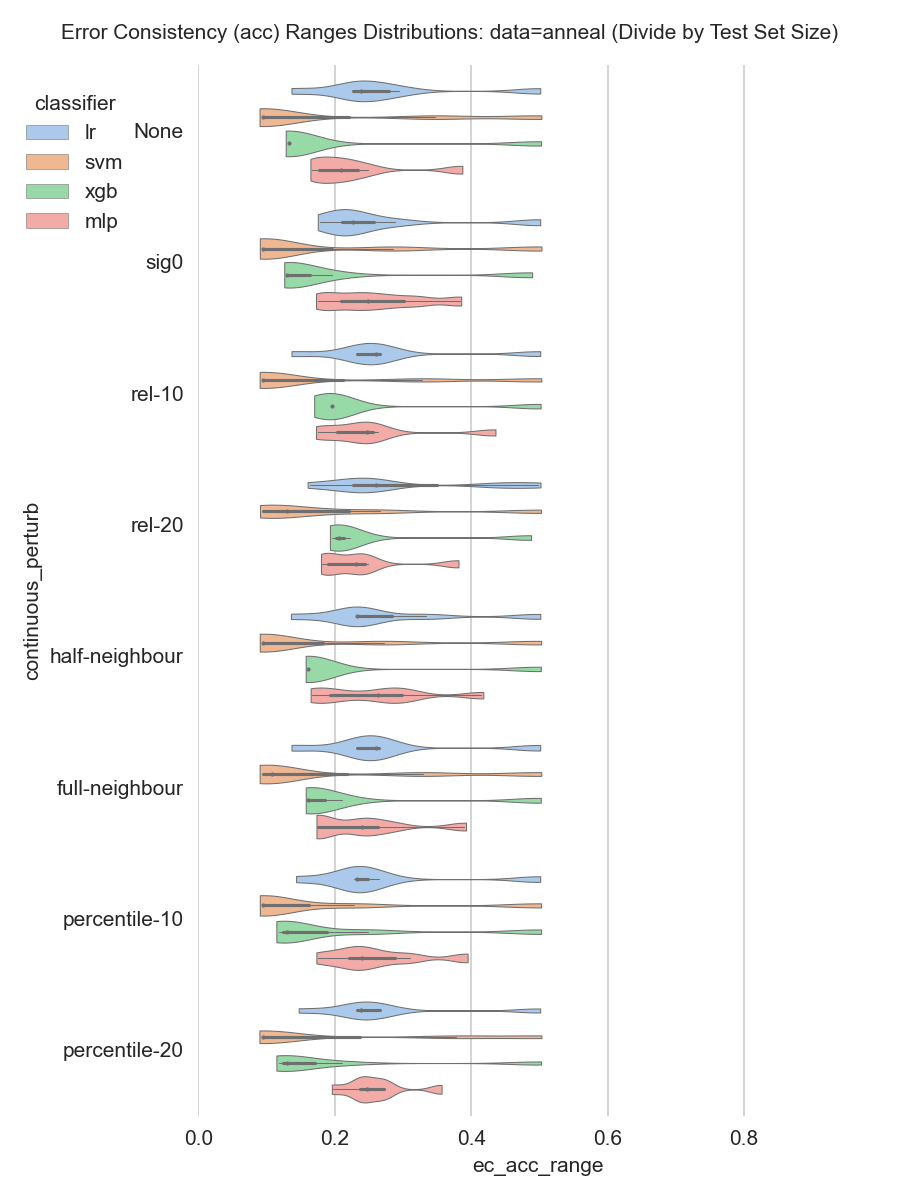 Error Consistency (acc) Ranges Distributions: data=anneal (Divide by Test Set Size)
classifier
lr
svm
xgb
mlp
None
sig0
rel-10
rel-20
half-neighbour
full-neighbour
percentile-10
percentile-20
continuous_perturb
0.0 0.2 0.4 0.6 0.8
ec_acc_range